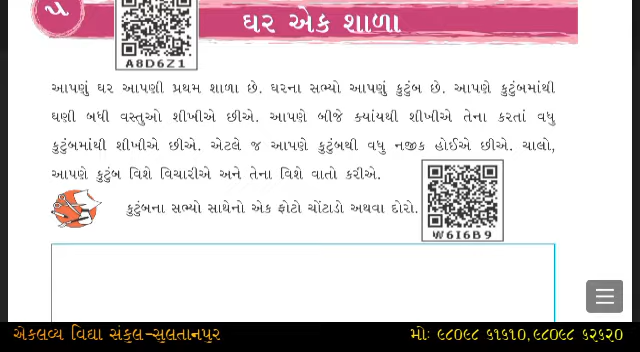 ૫
ઘર એક શાળા
A8D6Z1
આપણું ઘર આપણી પ્રથમ શાળા છે. ઘરના સભ્યો આપણું કુટુંબ છે. આપણે કુટુંબમાંથી
ઘણી બધી વસ્તુઓ શીખીએ છીએ. આપણે બીજે ક્યાંયથી શીખીએ તેના કરતાં વધુ
કુટુંબમાંથી શીખીએ છીએ. એટલે જ આપણે કુટુંબથી વધુ નજીક હોઈએ છીએ. ચાલો,
આપણે કુટુંબ વિશે વિચારીએ અને તેના વિશે વાતો કરીએ.
કુટુંબના સભ્યો સાથેનો એક ફોટો ચોંટાડો અથવા દોરો.
W6I6B9
એકલવ્ય વિદ્યા સંકુલ-સુલતાનપુર
મોઃ ૯૮૦૯૮ ૬૧૬૧૦,૯૮૦૯૮ ૬૨૬૨૦